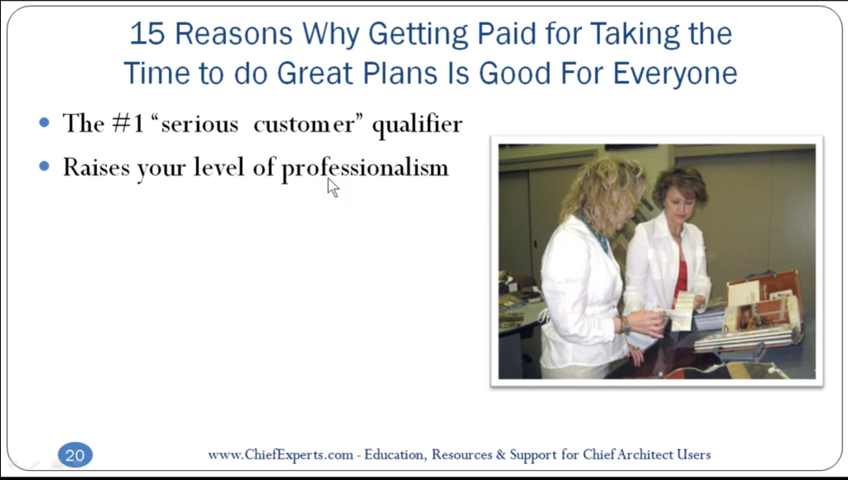 15 Reasons Why Getting Paid for Taking the
Time to do Great Plans Is Good For Everyone
The #1 “serious customer” qualifier
Raises your level of professionalism
20
www.ChiefExperts.com - Education, Resources & Support for Chief Architect Users